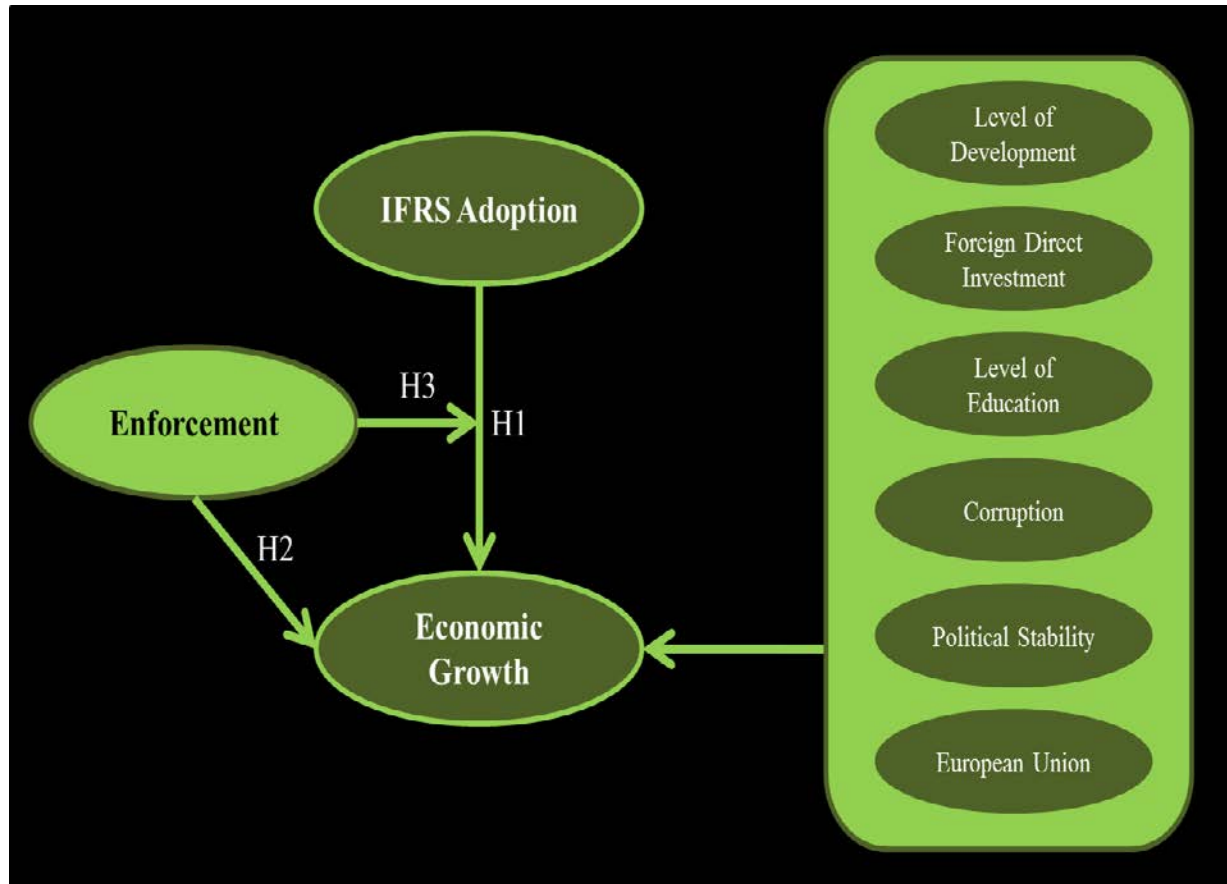 IFRS Adoption
Enforcement
H3
H1
H2
Economic
Growth
Level of
Development
Foreign Direct
Investment
Level of
Education
Corruption
Political Stability
European Union